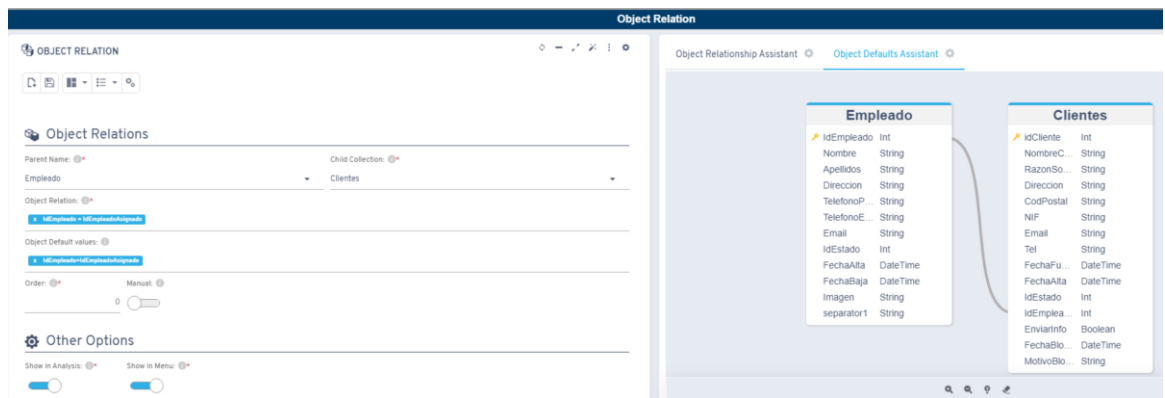 Object Relation
OBJECT RELATION
Object Relations
Parent Name: *
Child Collection: *
Empleado
Clientes
Object Relation: *
x IdEmpleado = IdEmpleadoAsignado
Object Default values:
x IdEmpleado=IdEmpleadoAsignado
Order: *
Manual:
0
Other Options
Show in Analysis: *
Show in Menu: *
Object Relationship Assistant
Object Defaults Assistant
Empleado
IdEmpleado Int
Nombre String
Apellidos String
Direccion String
TelefonoP... String
TelefonoE... String
Email String
IdEstado Int
FechaAlta DateTime
FechaBaja DateTime
Imagen String
separator1 String
Clientes
idCliente Int
NombreC... String
RazonSo... String
Direccion String
CodPostal String
NIF String
Email String
Tel String
FechaFu... DateTime
FechaAlta DateTime
IdEstado Int
IdEmplea... Int
EnviarInfo Boolean
FechaBlo... DateTime
MotivoBlo... String